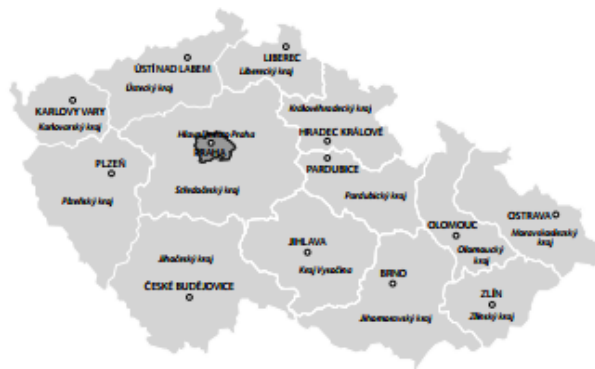 LIBEREC
Liberecký kraj
ÚSTÍ NAD LABEM
Ústecký kraj
KARLOVY VARY
Karlovarský kraj
Královéhradecký kraj
HRADEC KRÁLOVÉ
Praha
PRAHA
PARDUBICE
Pardubický kraj
PLZEŇ
Plzeňský kraj
Středočeský kraj
OSTRAVA
Moravskoslezský
kraj
OLOMOUC
Olomoucký
kraj
JIHLAVA
Kraj Vysočina
Jihočeský kraj
ČESKÉ BUDĚJOVICE
BRNO
Jihomoravský kraj
ZLÍN
Zlínský kraj